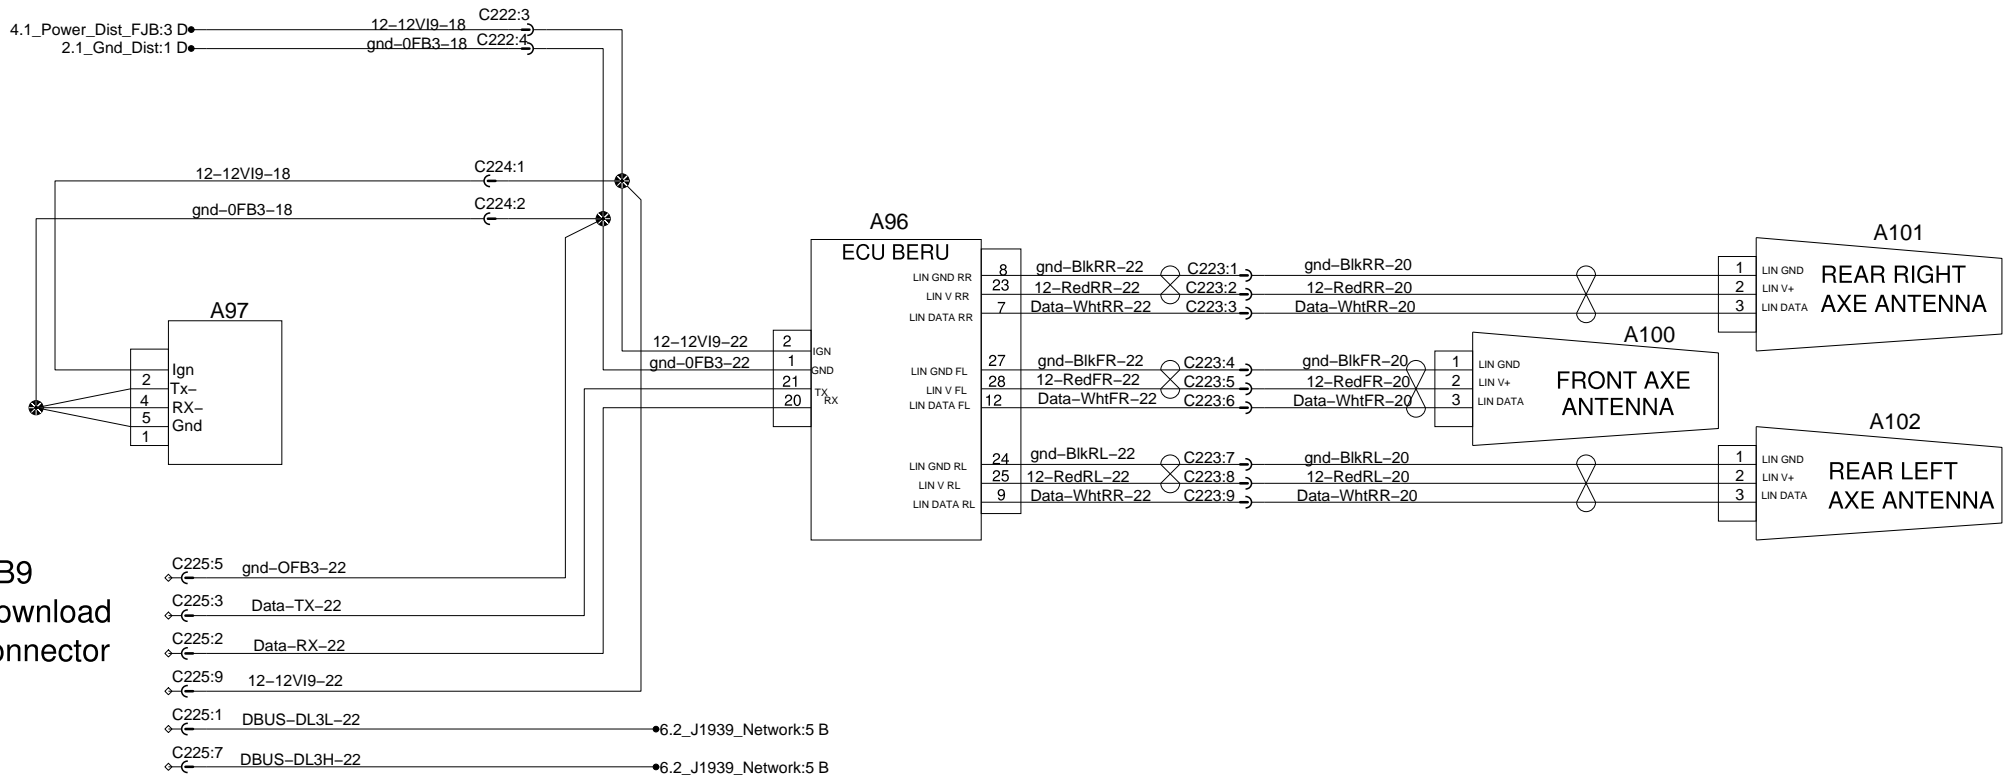 4.1_Power_Dist_FJB:3 D
12−12VI9−18
C222:3
2.1_Gnd_Dist:1 D
gnd−0FB3−18
C222:4
12−12VI9−18
C224:1
gnd−0FB3−18
C224:2
A97
Ign
2
Tx−
4
RX−
5
Gnd
1
A96
ECU BERU
12−12VI9−22
2
IGN
gnd−0FB3−22
1
GND
21
TX
20
RX
LIN GND RR
8
gnd−BlkRR−22
C223:1
gnd−BlkRR−20
LIN V RR
23
12−RedRR−22
C223:2
12−RedRR−20
LIN DATA RR
7
Data−WhtRR−22
C223:3
Data−WhtRR−20
A101
1
LIN GND
2
LIN V+
3
LIN DATA
REAR RIGHT
AXE ANTENNA
LIN GND FL
27
gnd−BlkFR−22
C223:4
gnd−BlkFR−20
LIN V FL
28
12−RedFR−22
C223:5
12−RedFR−20
LIN DATA FL
12
Data−WhtFR−22
C223:6
Data−WhtFR−20
A100
1
LIN GND
2
LIN V+
3
LIN DATA
FRONT AXE
ANTENNA
LIN GND RL
24
gnd−BlkRL−22
C223:7
gnd−BlkRL−20
LIN V RL
25
12−RedRL−22
C223:8
12−RedRL−20
LIN DATA RL
9
Data−WhtRR−22
C223:9
Data−WhtRR−20
A102
1
LIN GND
2
LIN V+
3
LIN DATA
REAR LEFT
AXE ANTENNA
B9
ownload
onnector
C225:5
gnd−OFB3−22
C225:3
Data−TX−22
C225:2
Data−RX−22
C225:9
12−12VI9−22
C225:1
DBUS−DL3L−22
6.2_J1939_Network:5 B
C225:7
DBUS−DL3H−22
6.2_J1939_Network:5 B